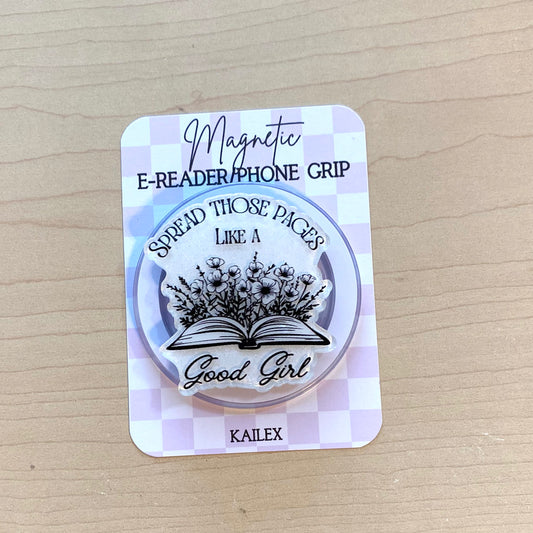 Magnetic
E-READER/PHONE GRIP
SPREAD THOSE PAGES
LIKE A
Good Girl
KAILEX